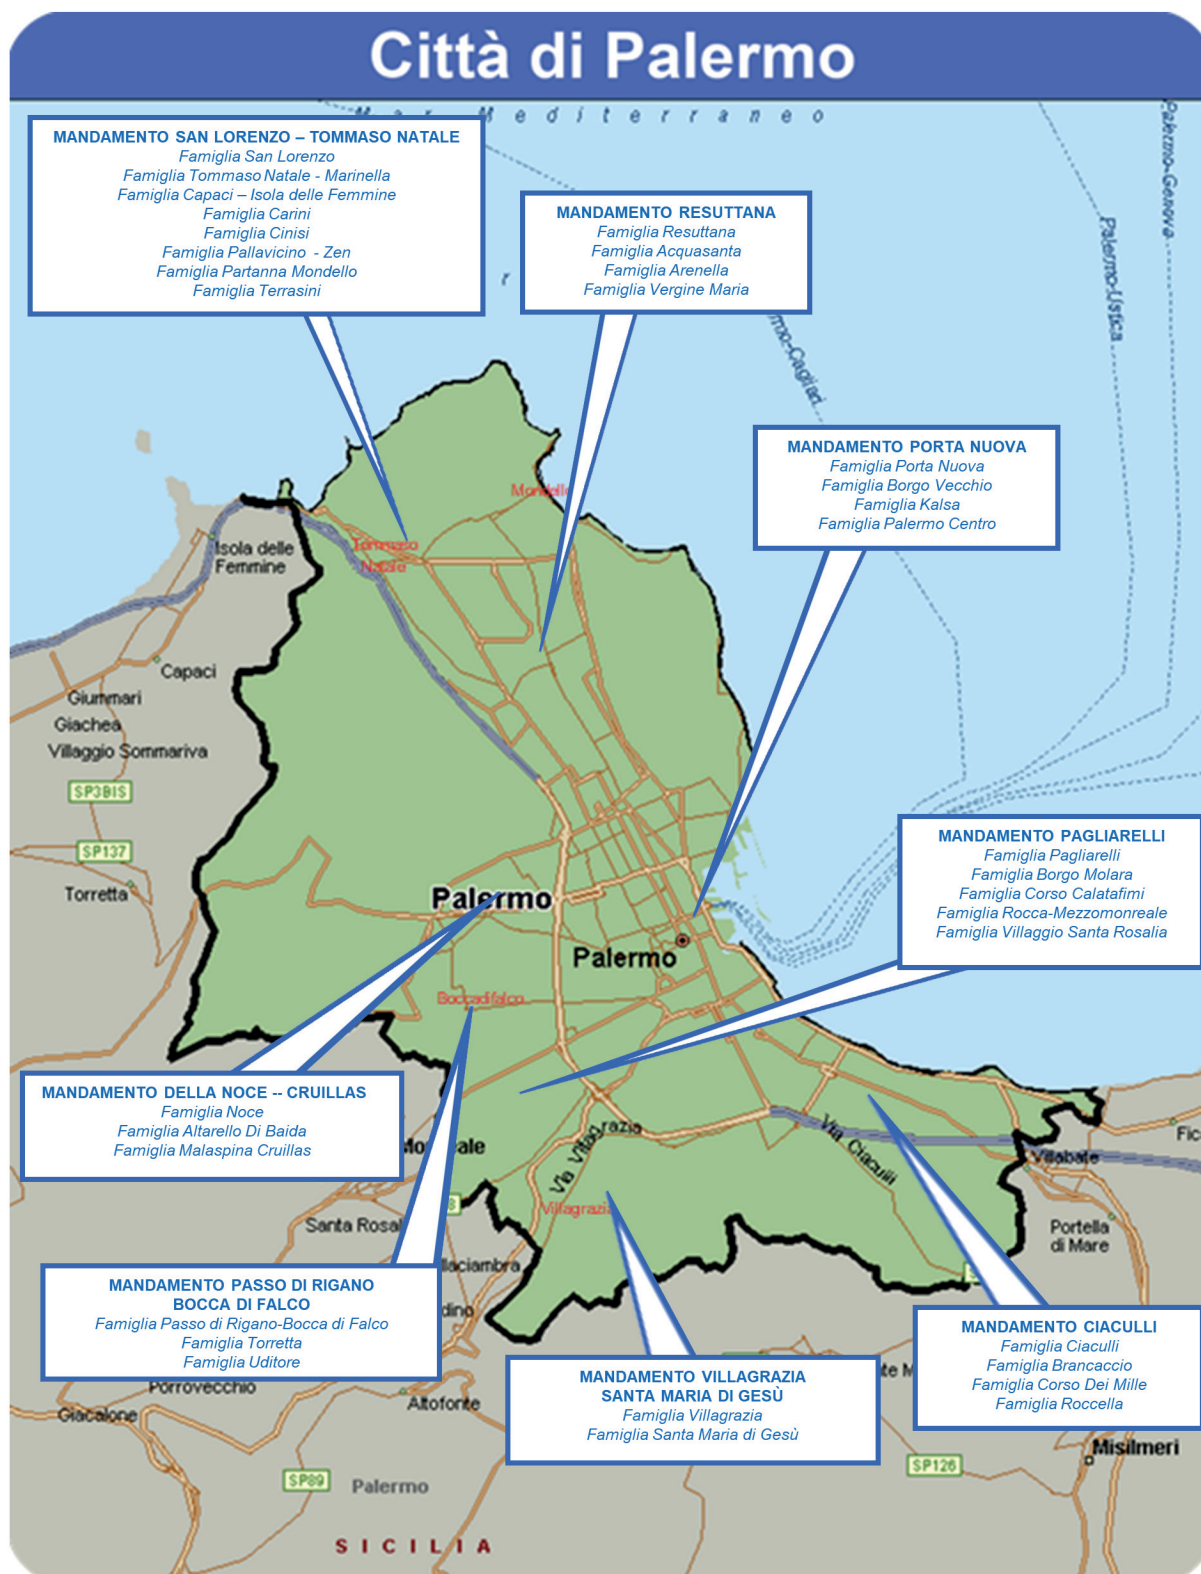 Città di Palermo
Mar Mediterraneo
MANDAMENTO SAN LORENZO – TOMMASO NATALE
Famiglia San Lorenzo
Famiglia Tommaso Natale - Marinella
Famiglia Capaci – Isola delle Femmine
Famiglia Carini
Famiglia Cinisi
Famiglia Pallavicino - Zen
Famiglia Partanna Mondello
Famiglia Terrasini
MANDAMENTO RESUTTANA
Famiglia Resuttana
Famiglia Acquasanta
Famiglia Arenella
Famiglia Vergine Maria
Palermo-Genova
Palermo-Ustica
MANDAMENTO PORTA NUOVA
Famiglia Porta Nuova
Famiglia Borgo Vecchio
Famiglia Kalsa
Famiglia Palermo Centro
Mondello
Tommaso
Natale
Isola delle
Femmine
Capaci
Giummari
Giachea
Villaggio Sommariva
SP3BIS
SP137
Torretta
MANDAMENTO PAGLIARELLI
Famiglia Pagliarelli
Famiglia Borgo Molara
Famiglia Corso Calatafimi
Famiglia Rocca-Mezzomonreale
Famiglia Villaggio Santa Rosalia
Palermo
Palermo
Boccadifalco
MANDAMENTO DELLA NOCE -- CRUILLAS
Famiglia Noce
Famiglia Altarello Di Baida
Famiglia Malaspina Cruillas
Via Villagrazia
Via Ciaculli
Villabate
Villagrazia
Portella
di Mare
MANDAMENTO PASSO DI RIGANO
BOCCA DI FALCO
Famiglia Passo di Rigano-Bocca di Falco
Famiglia Torretta
Famiglia Uditore
MANDAMENTO CIACULLI
Famiglia Ciaculli
Famiglia Brancaccio
Famiglia Corso Dei Mille
Famiglia Roccella
MANDAMENTO VILLAGRAZIA
SANTA MARIA DI GESÙ
Famiglia Villagrazia
Famiglia Santa Maria di Gesù
Porrovecchio
Giacalone
Altofonte
Misilmeri
SP126
SP89
Palermo
SICILIA